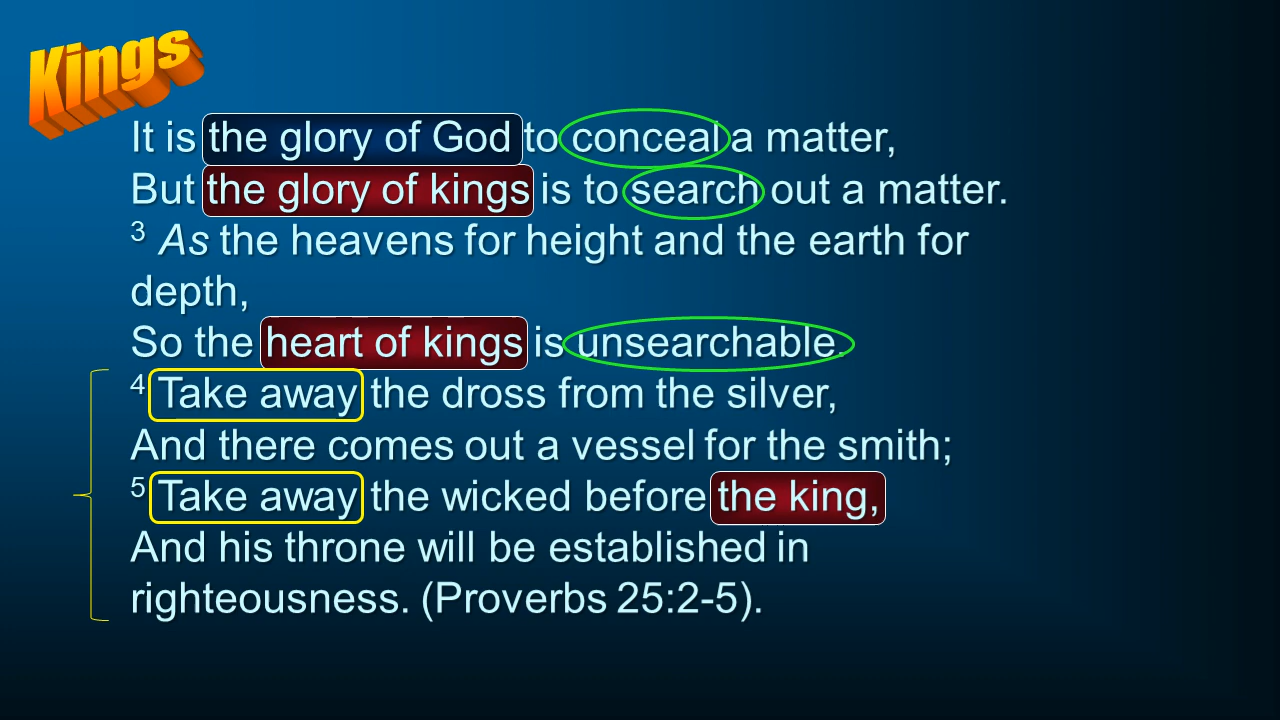 Kings
It is the glory of God to conceal a matter,
But the glory of kings is to search out a matter.
3 As the heavens for height and the earth for
depth,
So the heart of kings is unsearchable.
4 Take away the dross from the silver,
And there comes out a vessel for the smith;
5 Take away the wicked before the king,
And his throne will be established in
righteousness. (Proverbs 25:2-5).